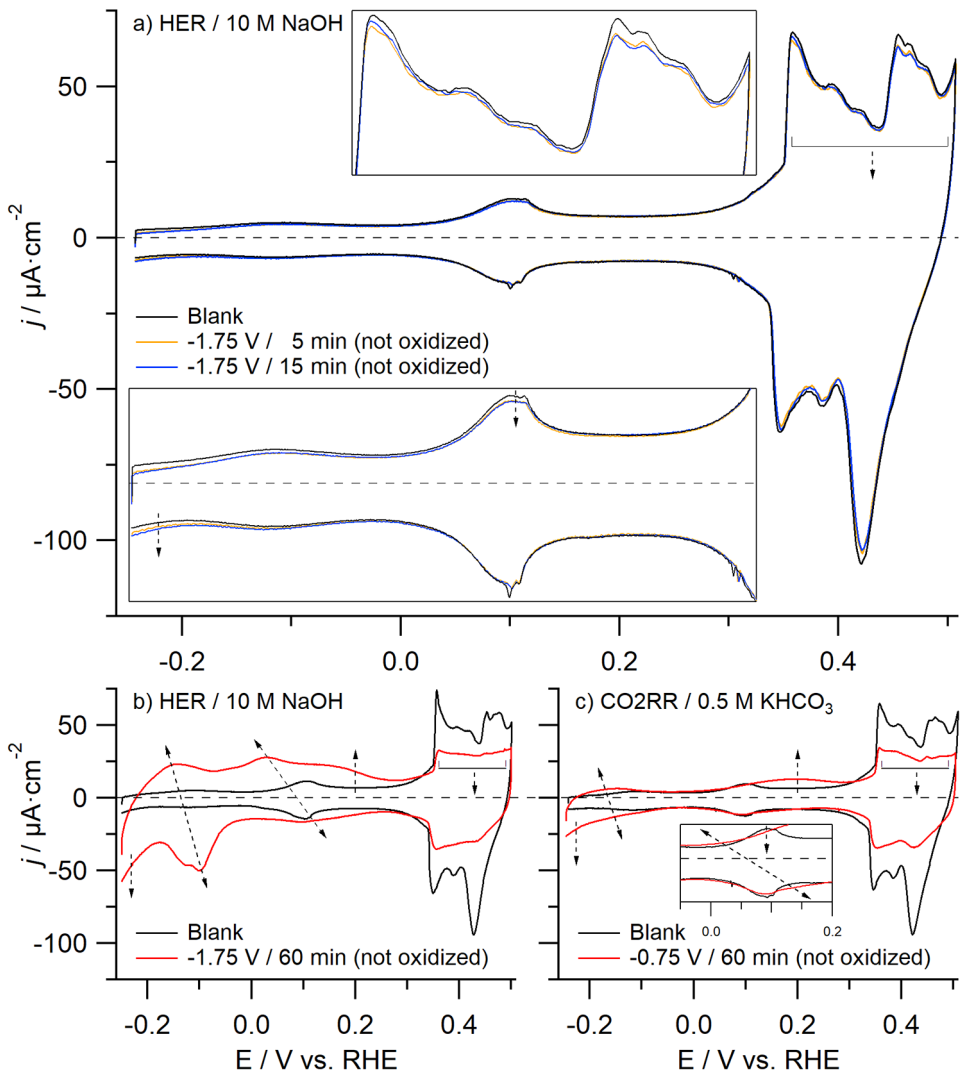 a) HER / 10 M NaOH
50
0
-50
-100
j / µA·cm-2
Blank
-1.75 V / 5 min (not oxidized)
-1.75 V / 15 min (not oxidized)
-0.2
0.0
0.2
0.4
b) HER / 10 M NaOH
50
0
-50
-100
j / µA·cm-2
Blank
-1.75 V / 60 min (not oxidized)
-0.2
0.0
0.2
0.4
E / V vs. RHE
c) CO2RR / 0.5 M KHCO3
0.0
0.2
Blank
-0.75 V / 60 min (not oxidized)
-0.2
0.0
0.2
0.4
E / V vs. RHE